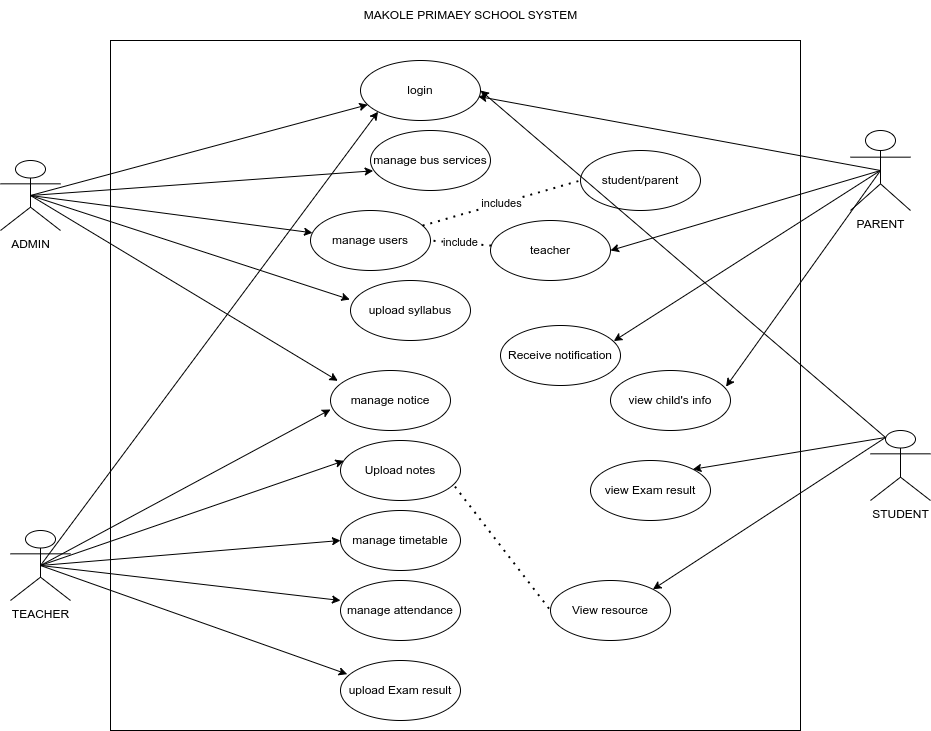 MAKOLE PRIMAEY SCHOOL SYSTEM
login
manage bus services
student/parent
includes
PARENT
ADMIN
manage users
include
teacher
upload syllabus
Receive notification
manage notice
view child's info
Upload notes
view Exam result
STUDENT
manage timetable
TEACHER
manage attendance
View resource
upload Exam result